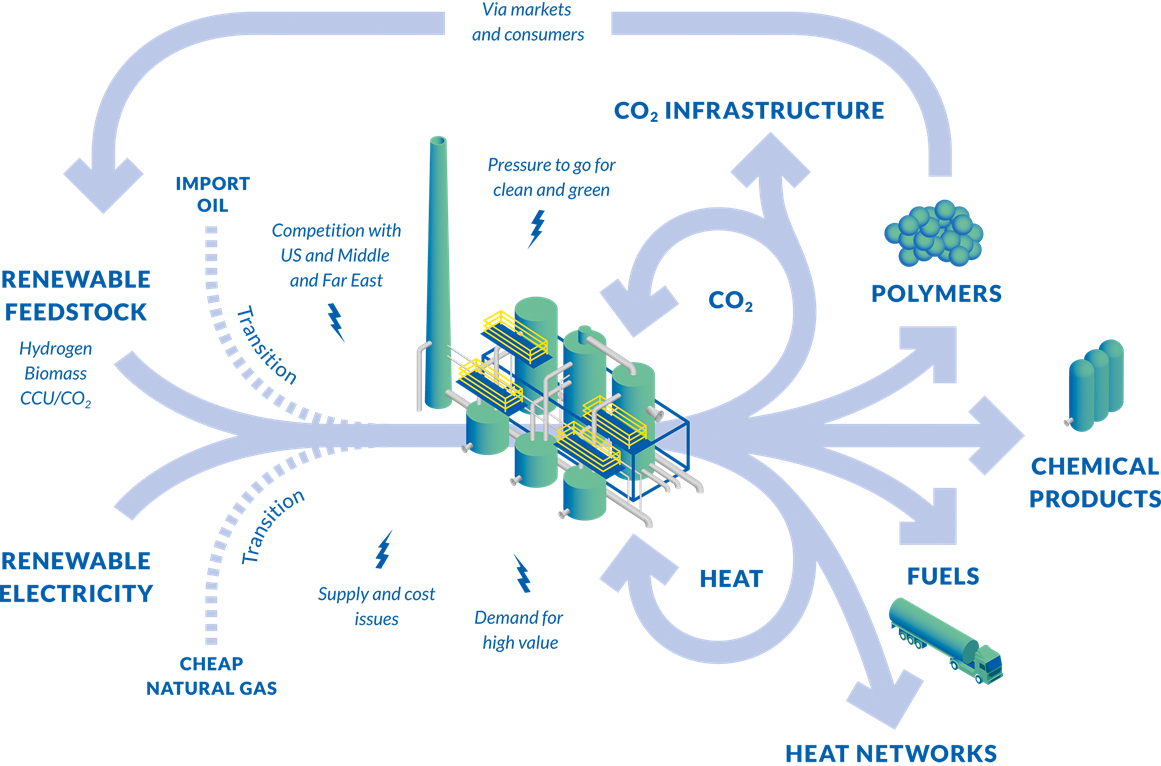 Via markets
and consumers
CO₂ INFRASTRUCTURE
Pressure to go for
clean and green
IMPORT
OIL
Competition with
US and Middle
and Far East
RENEWABLE
FEEDSTOCK
Hydrogen
Biomass
CCU/CO₂
Transition
CO₂
POLYMERS
CHEMICAL
PRODUCTS
Transition
RENEWABLE
ELECTRICITY
Supply and cost
issues
Demand for
high value
HEAT
FUELS
CHEAP
NATURAL GAS
HEAT NETWORKS